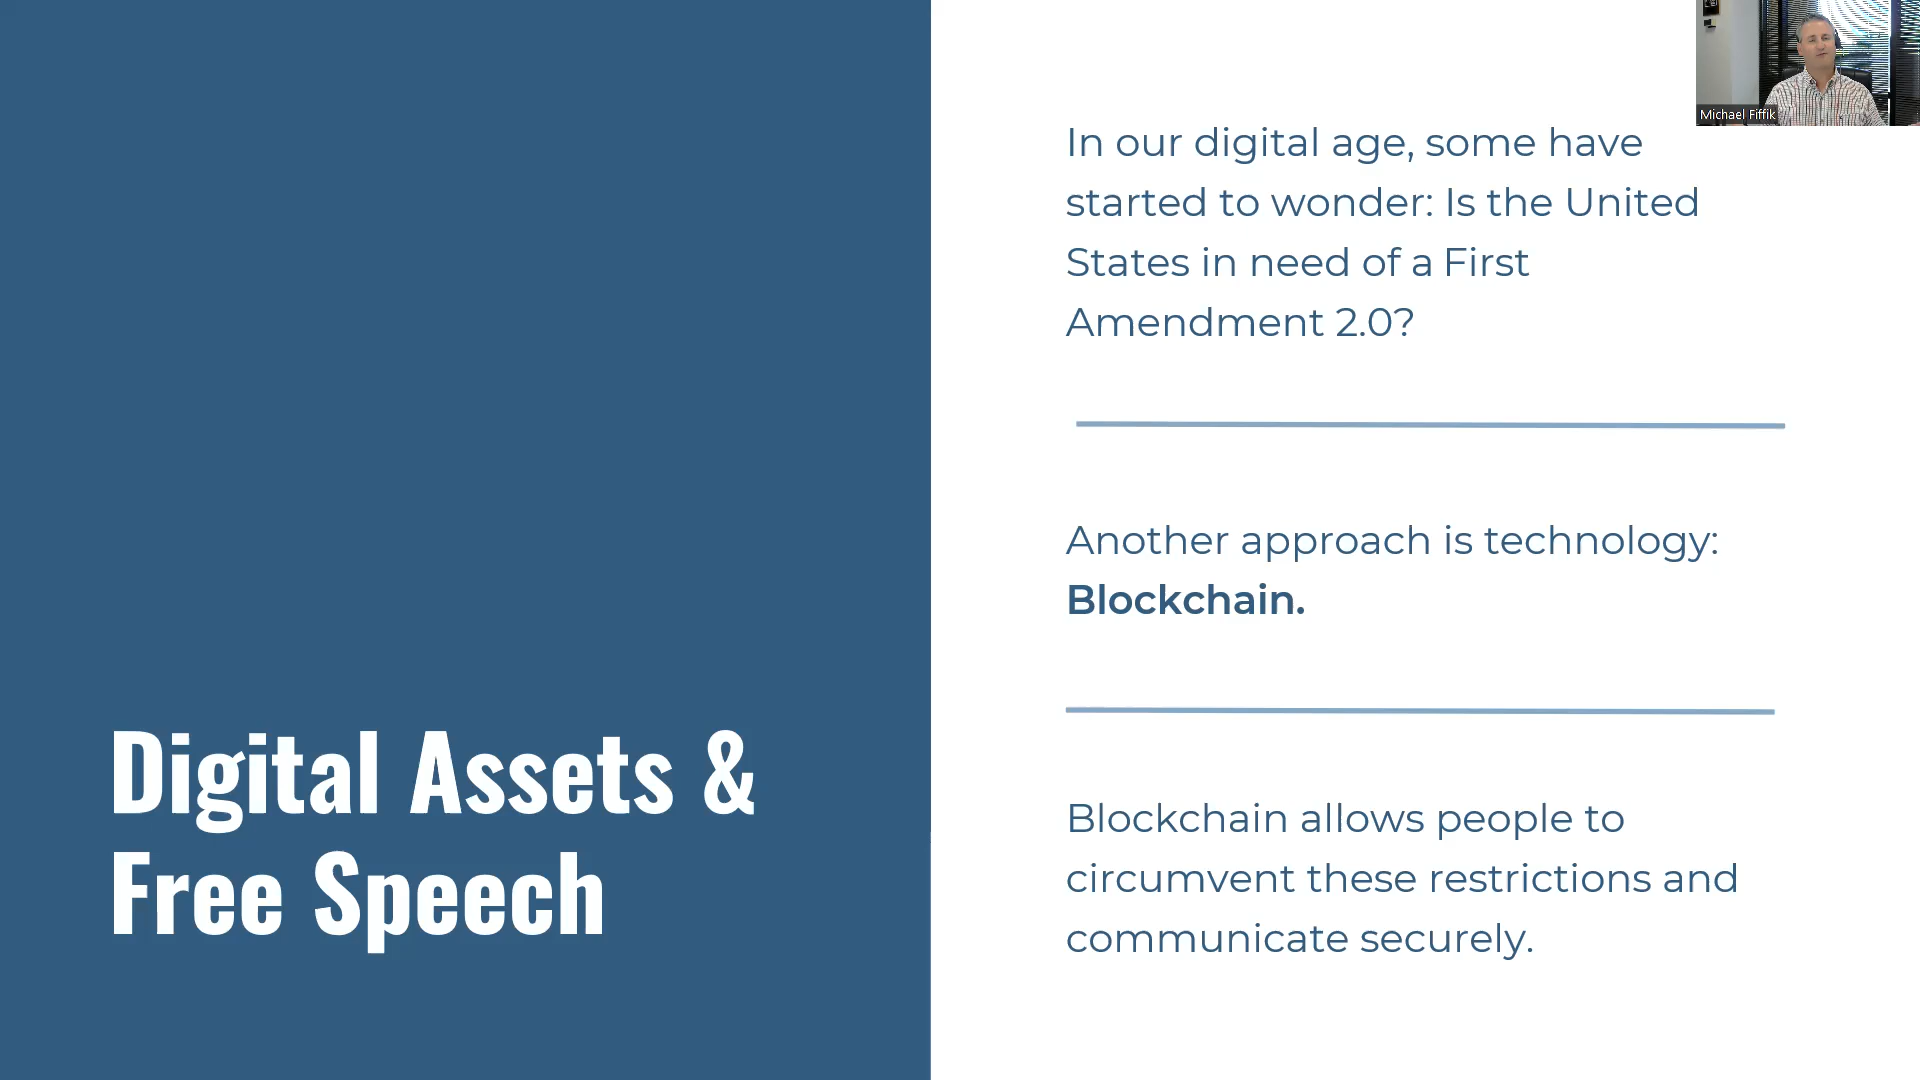 Michael Fiffik
In our digital age, some have
started to wonder: Is the United
States in need of a First
Amendment 2.0?
Another approach is technology:
Blockchain.
Digital Assets &
Free Speech
Blockchain allows people to
circumvent these restrictions and
communicate securely.